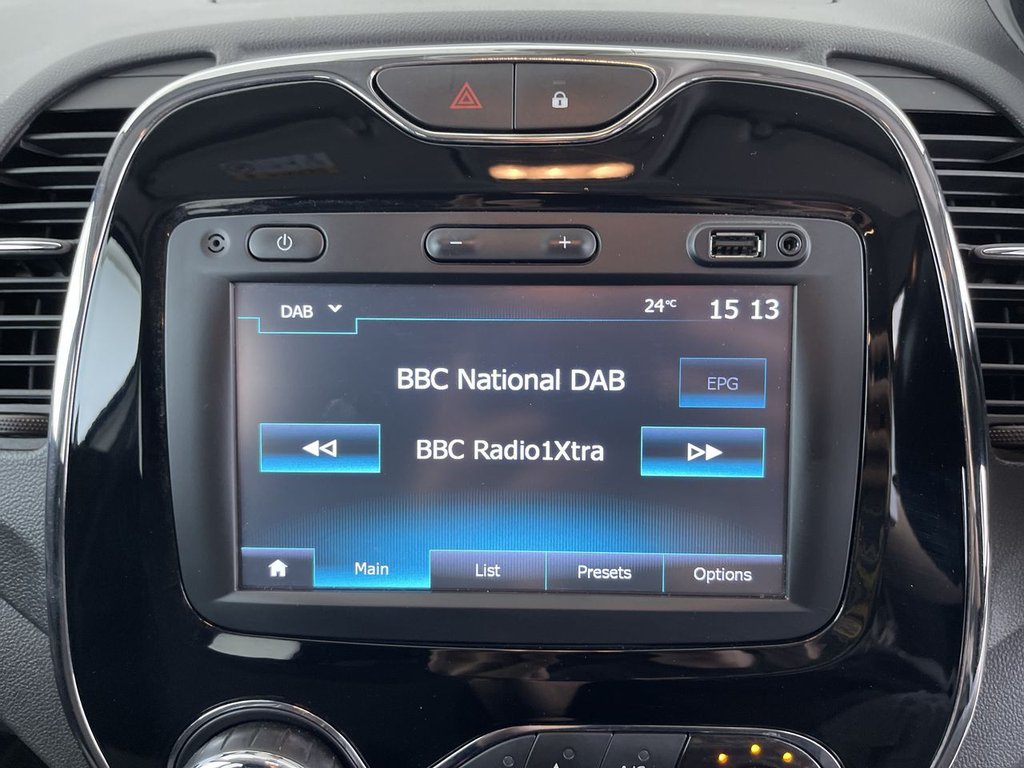 DAB 24°C 15 13
BBC National DAB
EPG
BBC Radio1Xtra
Main List Presets Options